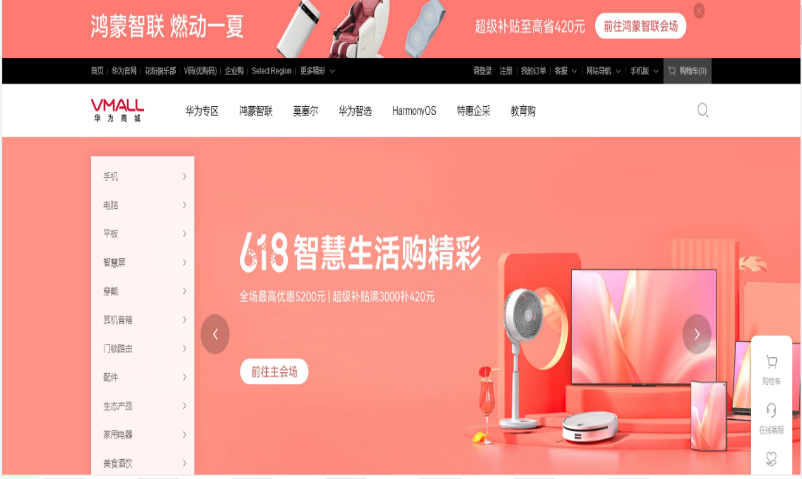 鸿蒙智联 燃动一夏
超级补贴至高省420元
前往鸿蒙智联会场
首页 华为官网 花粉俱乐部 V码(优购码) 企业购 Select Region 更多精彩
请登录 注册 我的订单 客服 网站导航 手机版 购物车(0)
VMALL
华为商城
华为专区 鸿蒙智联 莫塞尔 华为智选 HarmonyOS 特惠企采 教育购
手机
电脑
平板
智慧屏
穿戴
耳机音箱
门锁路由
配件
生态产品
家用电器
美食酒饮
618智慧生活购精彩
全场最高优惠5200元 | 超级补贴满3000补420元
前往主会场
购物车
在线客服